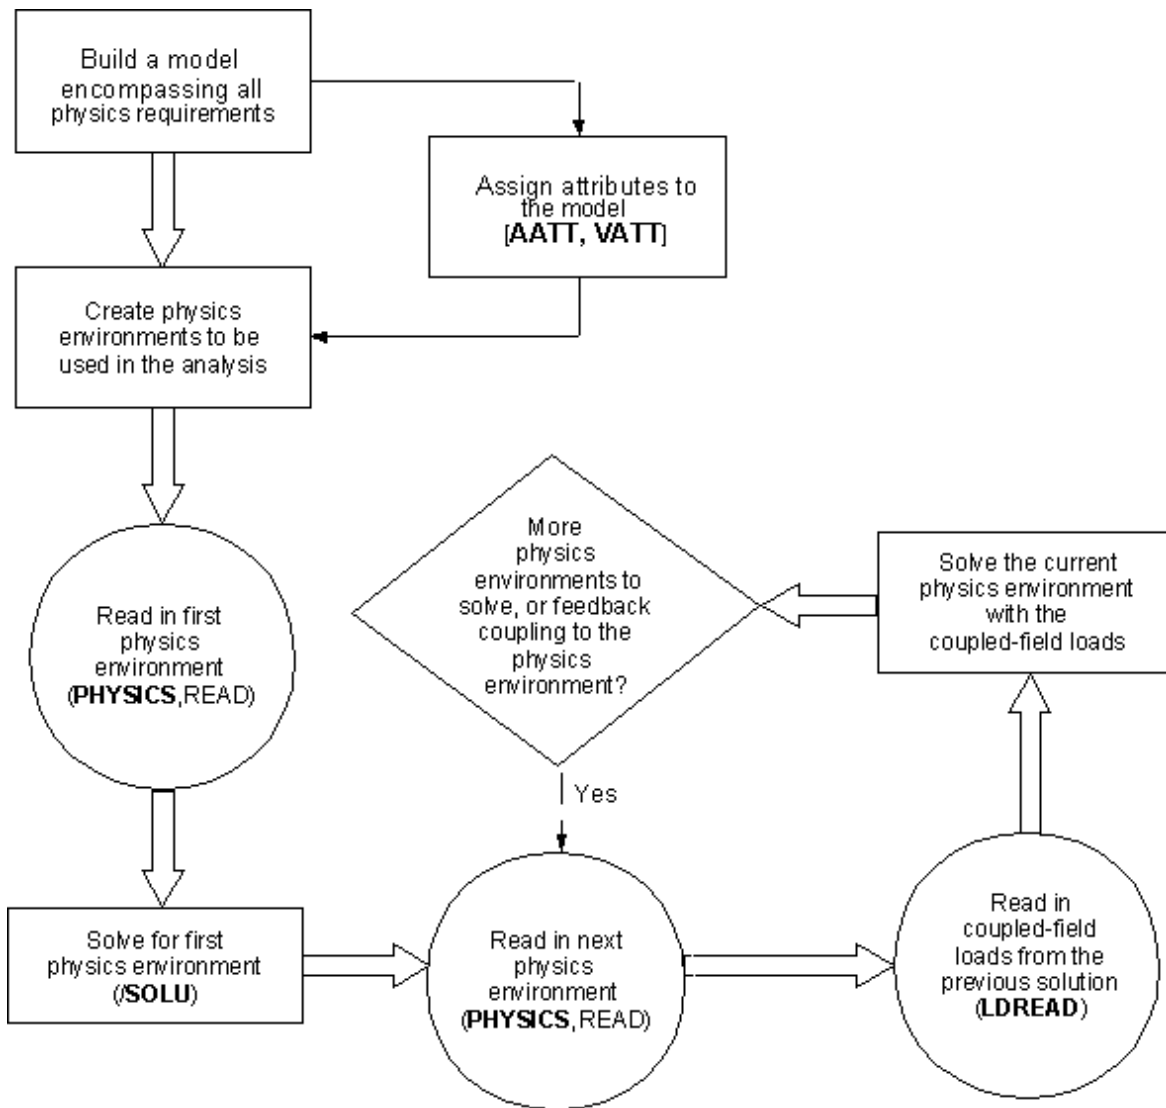 Build a model
encompassing all
physics requirements
Assign attributes to
the model
[AATT, VATT]
Create physics
environments to be
used in the analysis
Read in first
physics
environment
(PHYSICS,READ)
Solve for first
physics environment
(/SOLU)
More
physics
environments to
solve, or feedback
coupling to the
physics
environment?
Yes
Read in next
physics
environment
(PHYSICS,READ)
Read in
coupled-field
loads from the
previous solution
(LDREAD)
Solve the current
physics environment
with the
coupled-field loads